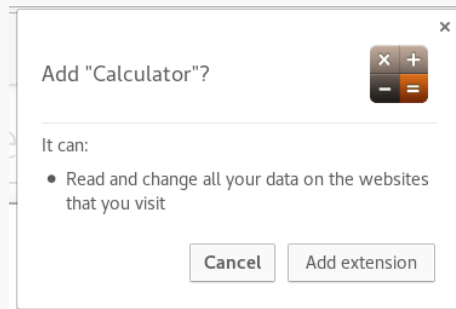 Add "Calculator"?
It can:
Read and change all your data on the websites
that you visit
Cancel
Add extension